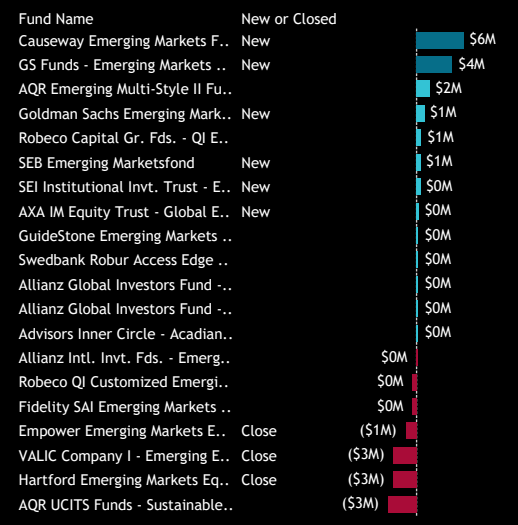 Fund Name New or Closed
Causeway Emerging Markets F.. New $6M
GS Funds - Emerging Markets .. New $4M
AQR Emerging Multi-Style II Fu.. $2M
Goldman Sachs Emerging Mark.. New $1M
Robeco Capital Gr. Fds. - QI E.. $1M
SEB Emerging Marketsfond New $1M
SEI Institutional Invt. Trust - E.. New $0M
AXA IM Equity Trust - Global E.. New $0M
GuideStone Emerging Markets .. $0M
Swedbank Robur Access Edge .. $0M
Allianz Global Investors Fund -.. $0M
Allianz Global Investors Fund -.. $0M
Advisors Inner Circle - Acadian.. $0M
Allianz Intl. Invt. Fds. - Emerg.. $0M
Robeco QI Customized Emergi.. $0M
Fidelity SAI Emerging Markets .. $0M
Empower Emerging Markets E.. Close ($1M)
VALIC Company I - Emerging E.. Close ($3M)
Hartford Emerging Markets Eq.. Close ($3M)
AQR UCITS Funds - Sustainable.. ($3M)